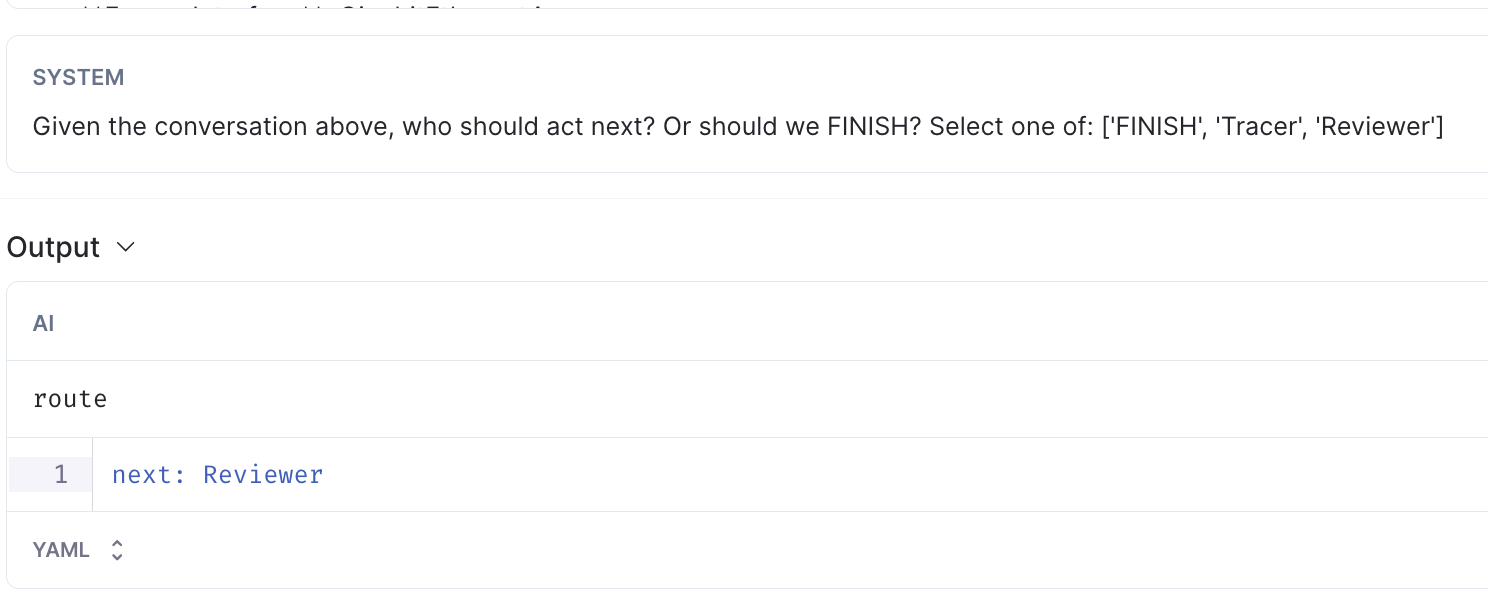 SYSTEM
Given the conversation above, who should act next? Or should we FINISH? Select one of: ['FINISH', 'Tracer', 'Reviewer']
Output
AI
route
1 next: Reviewer
YAML